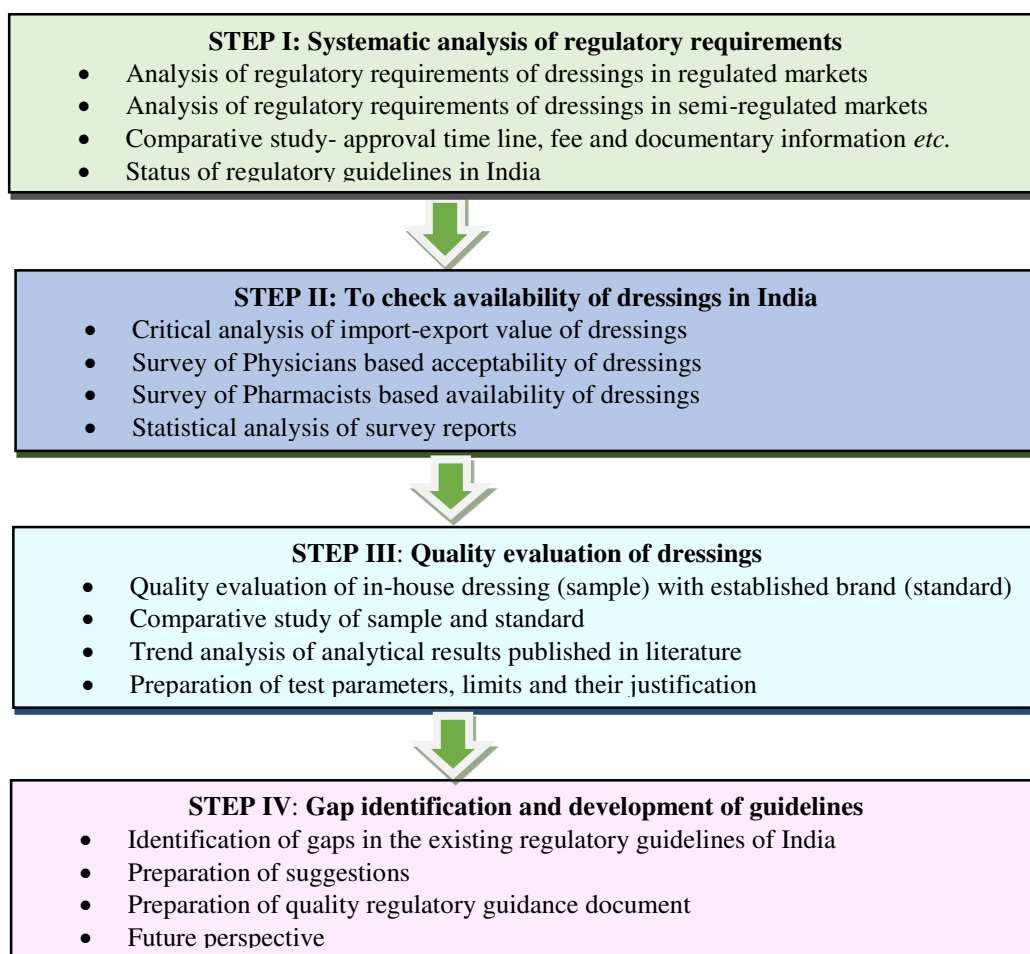 STEP I: Systematic analysis of regulatory requirements
• Analysis of regulatory requirements of dressings in regulated markets
• Analysis of regulatory requirements of dressings in semi-regulated markets
• Comparative study- approval time line, fee and documentary information etc.
• Status of regulatory guidelines in India
STEP II: To check availability of dressings in India
• Critical analysis of import-export value of dressings
• Survey of Physicians based acceptability of dressings
• Survey of Pharmacists based availability of dressings
• Statistical analysis of survey reports
STEP III: Quality evaluation of dressings
• Quality evaluation of in-house dressing (sample) with established brand (standard)
• Comparative study of sample and standard
• Trend analysis of analytical results published in literature
• Preparation of test parameters, limits and their justification
STEP IV: Gap identification and development of guidelines
• Identification of gaps in the existing regulatory guidelines of India
• Preparation of suggestions
• Preparation of quality regulatory guidance document
• Future perspective